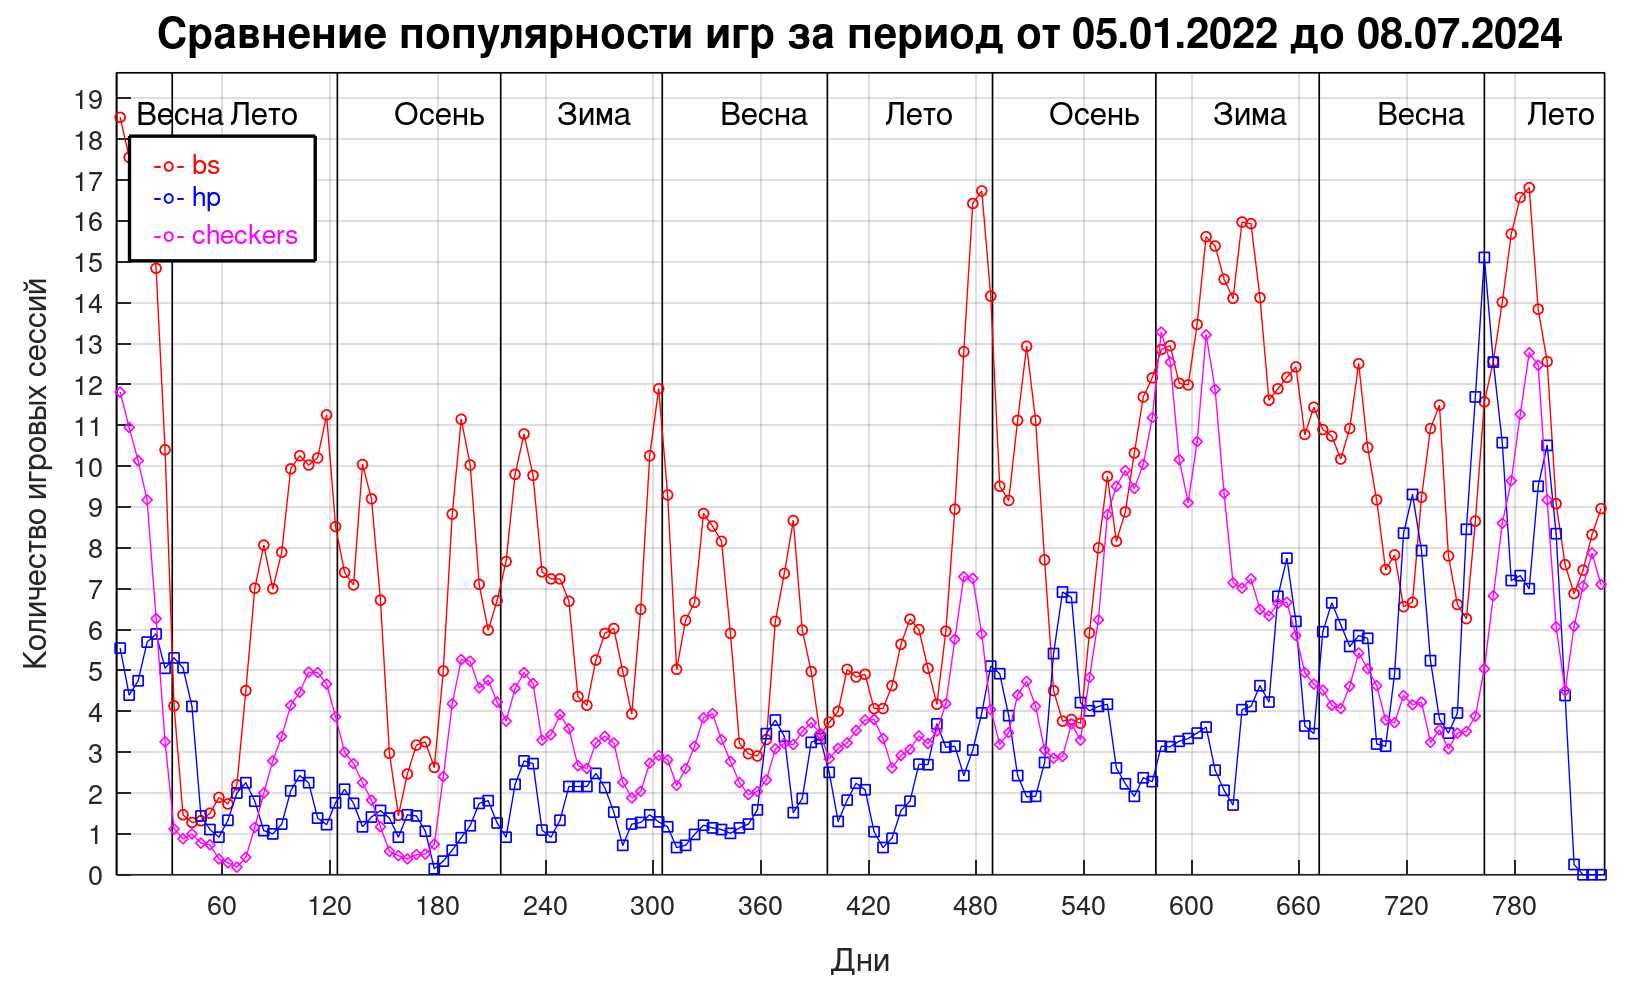 Сравнение популярности игр за период от 05.01.2022 до 08.07.2024
Весна Лето Осень Зима Весна Лето Осень Зима Весна Лето
-o- bs
-o- hp
-o- checkers
Количество игровых сессий
19
18
17
16
15
14
13
12
11
10
9
8
7
6
5
4
3
2
1
0
60 120 180 240 300 360 420 480 540 600 660 720 780
Дни